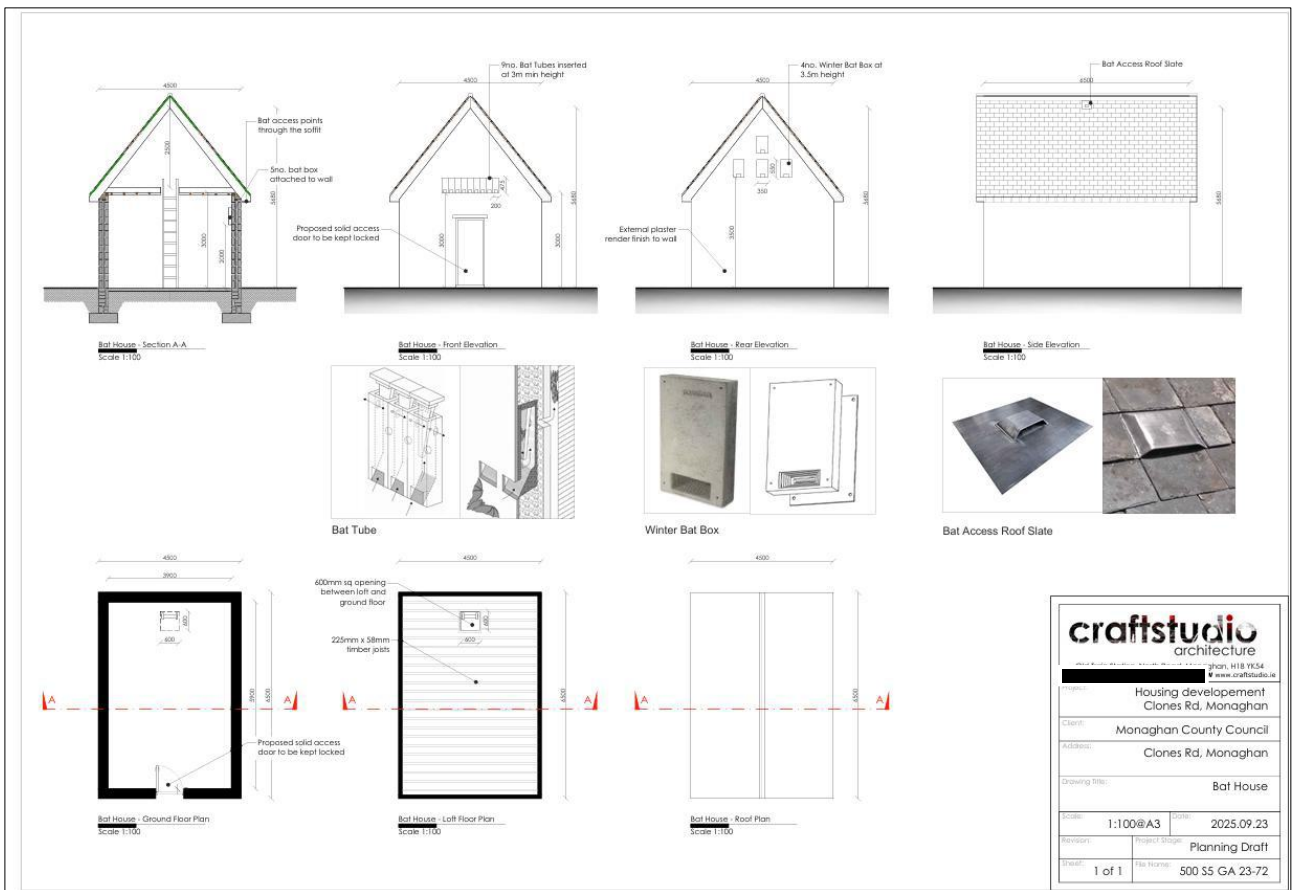 4500
2500
3000
2000
5680
Bat access points
through the soffit
5no. bat box
attached to wall
Bat House - Section A-A
Scale 1:100
9no. Bat Tubes inserted
at 3m min height
4500
475
200
3000
3000
5680
Proposed solid access
door to be kept locked
Bat House - Front Elevation
Scale 1:100
4no. Winter Bat Box at
3.5m height
4500
550
350
3500
5680
External plaster
render finish to wall
Bat House - Rear Elevation
Scale 1:100
Bat Access Roof Slate
6500
5680
Bat House - Side Elevation
Scale 1:100
Bat Tube
Winter Bat Box
Bat Access Roof Slate
4500
3900
600
600
5900
6500
A
A
Proposed solid access
door to be kept locked
Bat House - Ground Floor Plan
Scale 1:100
4500
600mm sq opening
between loft and
ground floor
600
600
225mm x 58mm
timber joists
6500
A
A
Bat House - Loft Floor Plan
Scale 1:100
4500
6500
A
A
Bat House - Roof Plan
Scale 1:100
craftstudio
architecture
Monaghan, H18 YK54
W www.craftstudio.ie
Project:
Housing developement
Clones Rd, Monaghan
Client:
Monaghan County Council
Address:
Clones Rd, Monaghan
Drawing Title:
Bat House
Scale: 1:100@A3 Date: 2025.09.23
Revision: Project Stage: Planning Draft
Sheet: 1 of 1 File Name: 500 S5 GA 23-72